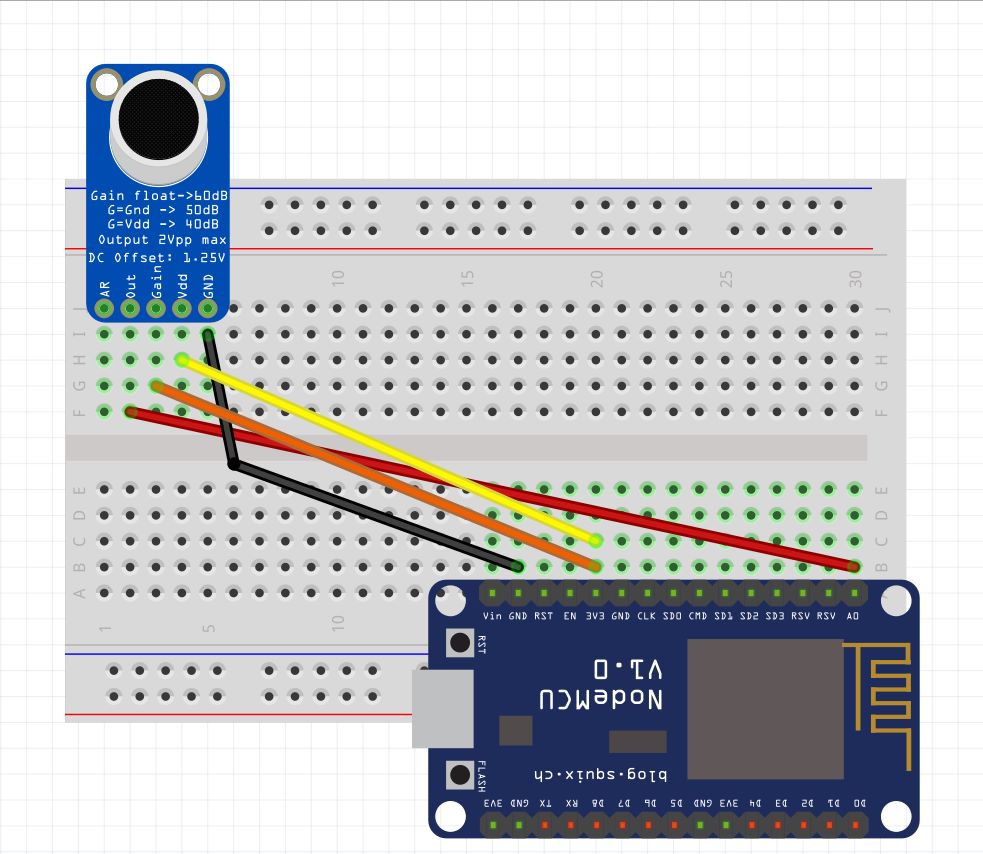 Gain float->60dB
G=Gnd -> 50dB
G=Vdd -> 40dB
Output 2Vpp max
DC Offset: 1.25V
AR Out Gain Vdd GND
10 15 20 25 30
J J
I I
H H
G G
F F
E E
D D
C C
B B
A
1 5 10
Vin GND RST EN 3V3 GND CLK SD0 CMD SD1 SD2 SD3 RSV RSV A0
RST
V1.0
NodeMCU
blog.squix.ch
FLASH
3V3 GND TX RX D8 D7 D6 D5 GND 3V3 D4 D3 D2 D1 D0